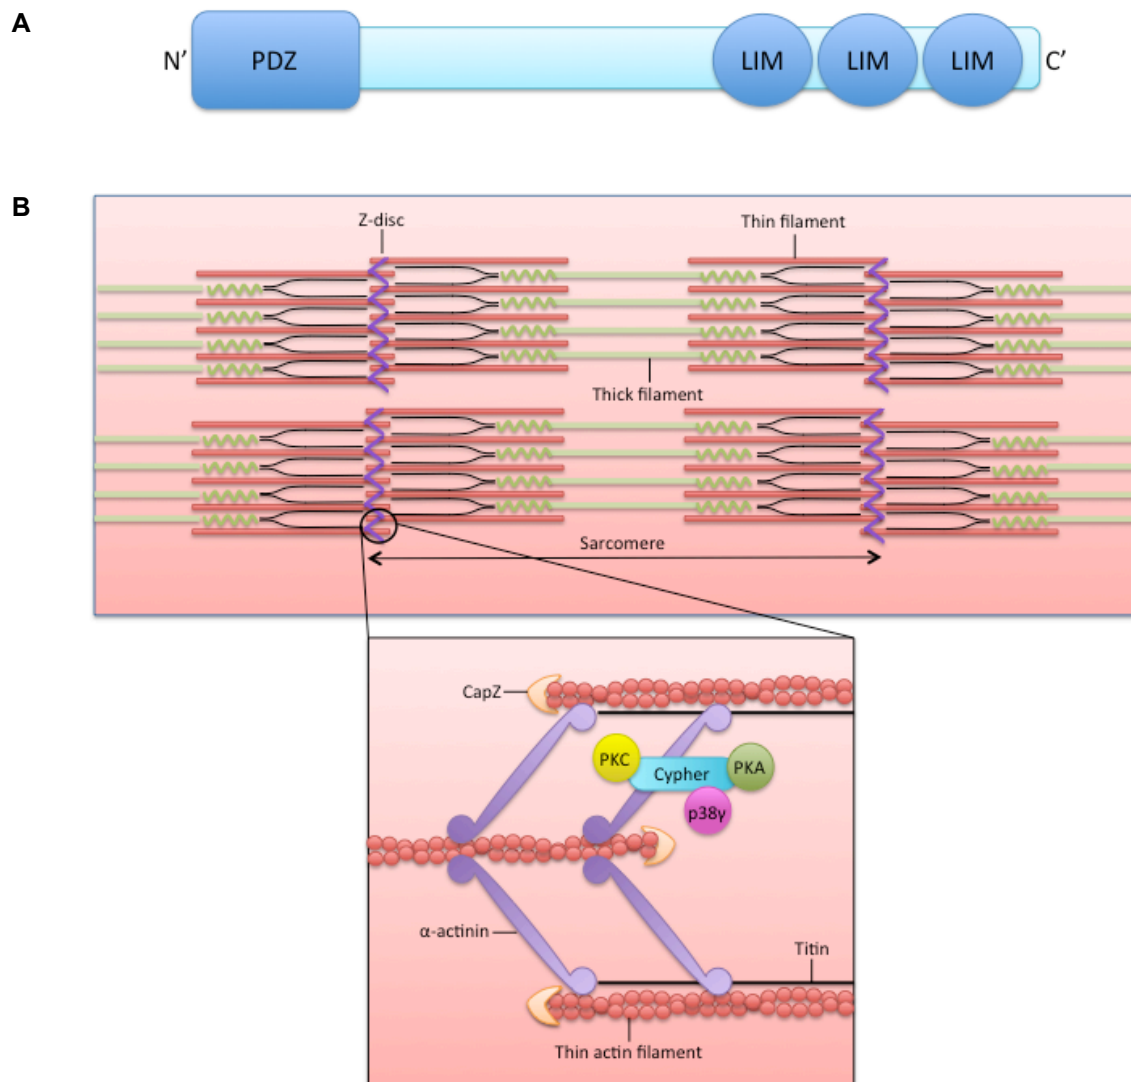 A
N’ PDZ LIM LIM LIM C’
B
Z-disc Thin filament
Thick filament
Sarcomere
CapZ
PKC Cypher PKA
p38γ
α-actinin
Titin
Thin actin filament